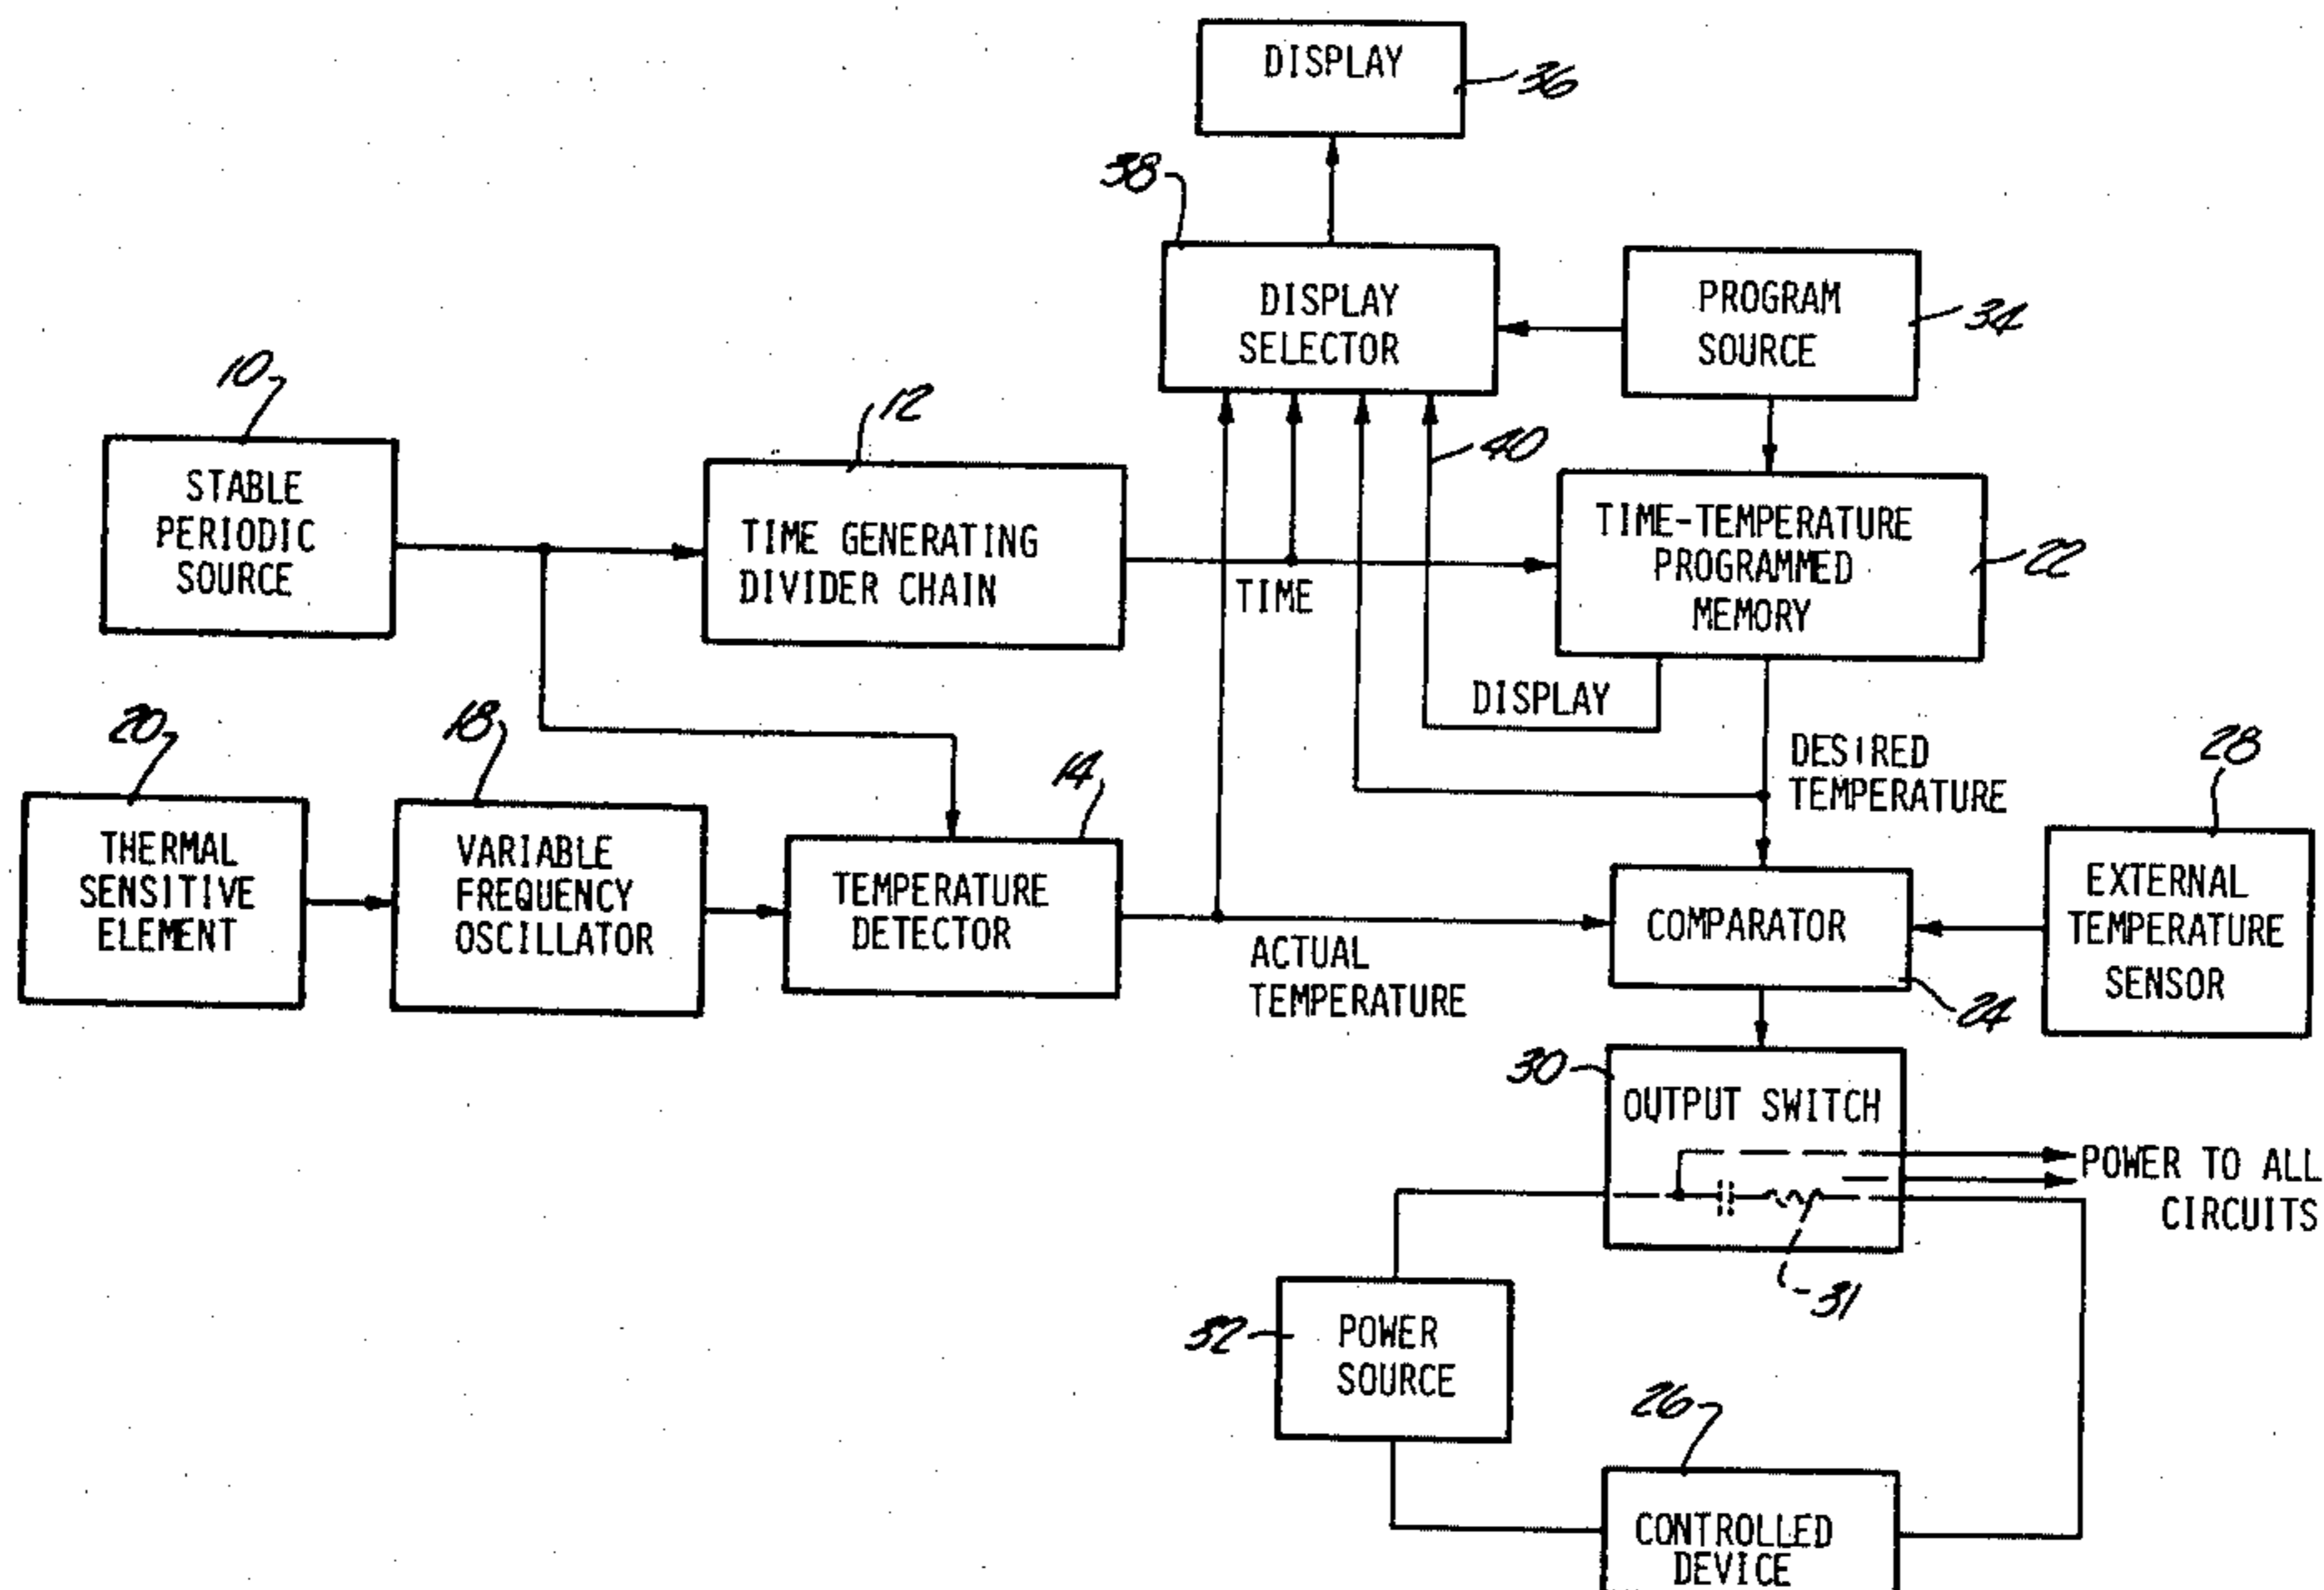 DISPLAY
36
38
DISPLAY
SELECTOR
PROGRAM
SOURCE
34
10
STABLE
PERIODIC
SOURCE
12
TIME GENERATING
DIVIDER CHAIN
TIME
40
TIME-TEMPERATURE
PROGRAMMED
MEMORY
22
DISPLAY
DESIRED
TEMPERATURE
20
THERMAL
SENSITIVE
ELEMENT
18
VARIABLE
FREQUENCY
OSCILLATOR
14
TEMPERATURE
DETECTOR
ACTUAL
TEMPERATURE
COMPARATOR
24
28
EXTERNAL
TEMPERATURE
SENSOR
30
OUTPUT SWITCH
POWER TO ALL
CIRCUITS
31
32
POWER
SOURCE
26
CONTROLLED
DEVICE